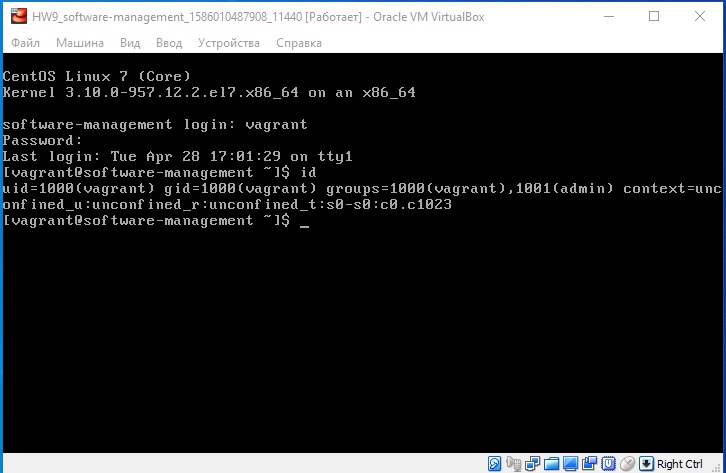 HW9_software-management_1586010487908_11440 [Работает] - Oracle VM VirtualBox
Файл Машина Вид Ввод Устройства Справка
CentOS Linux 7 (Core)
Kernel 3.10.0-957.12.2.el7.x86_64 on an x86_64
software-management login: vagrant
Password:
Last login: Tue Apr 28 17:01:29 on tty1
[vagrant@software-management ~]$ id
uid=1000(vagrant) gid=1000(vagrant) groups=1000(vagrant),1001(admin) context=unc
onfined_u:unconfined_r:unconfined_t:s0-s0:c0.c1023
[vagrant@software-management ~]$ _
Right Ctrl